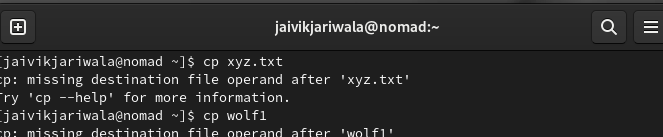 jaivikjariwala@nomad:~
[jaivikjariwala@nomad ~]$ cp xyz.txt
cp: missing destination file operand after 'xyz.txt'
Try 'cp --help' for more information.
[jaivikjariwala@nomad ~]$ cp wolf1
cp: missing destination file operand after 'wolf1'